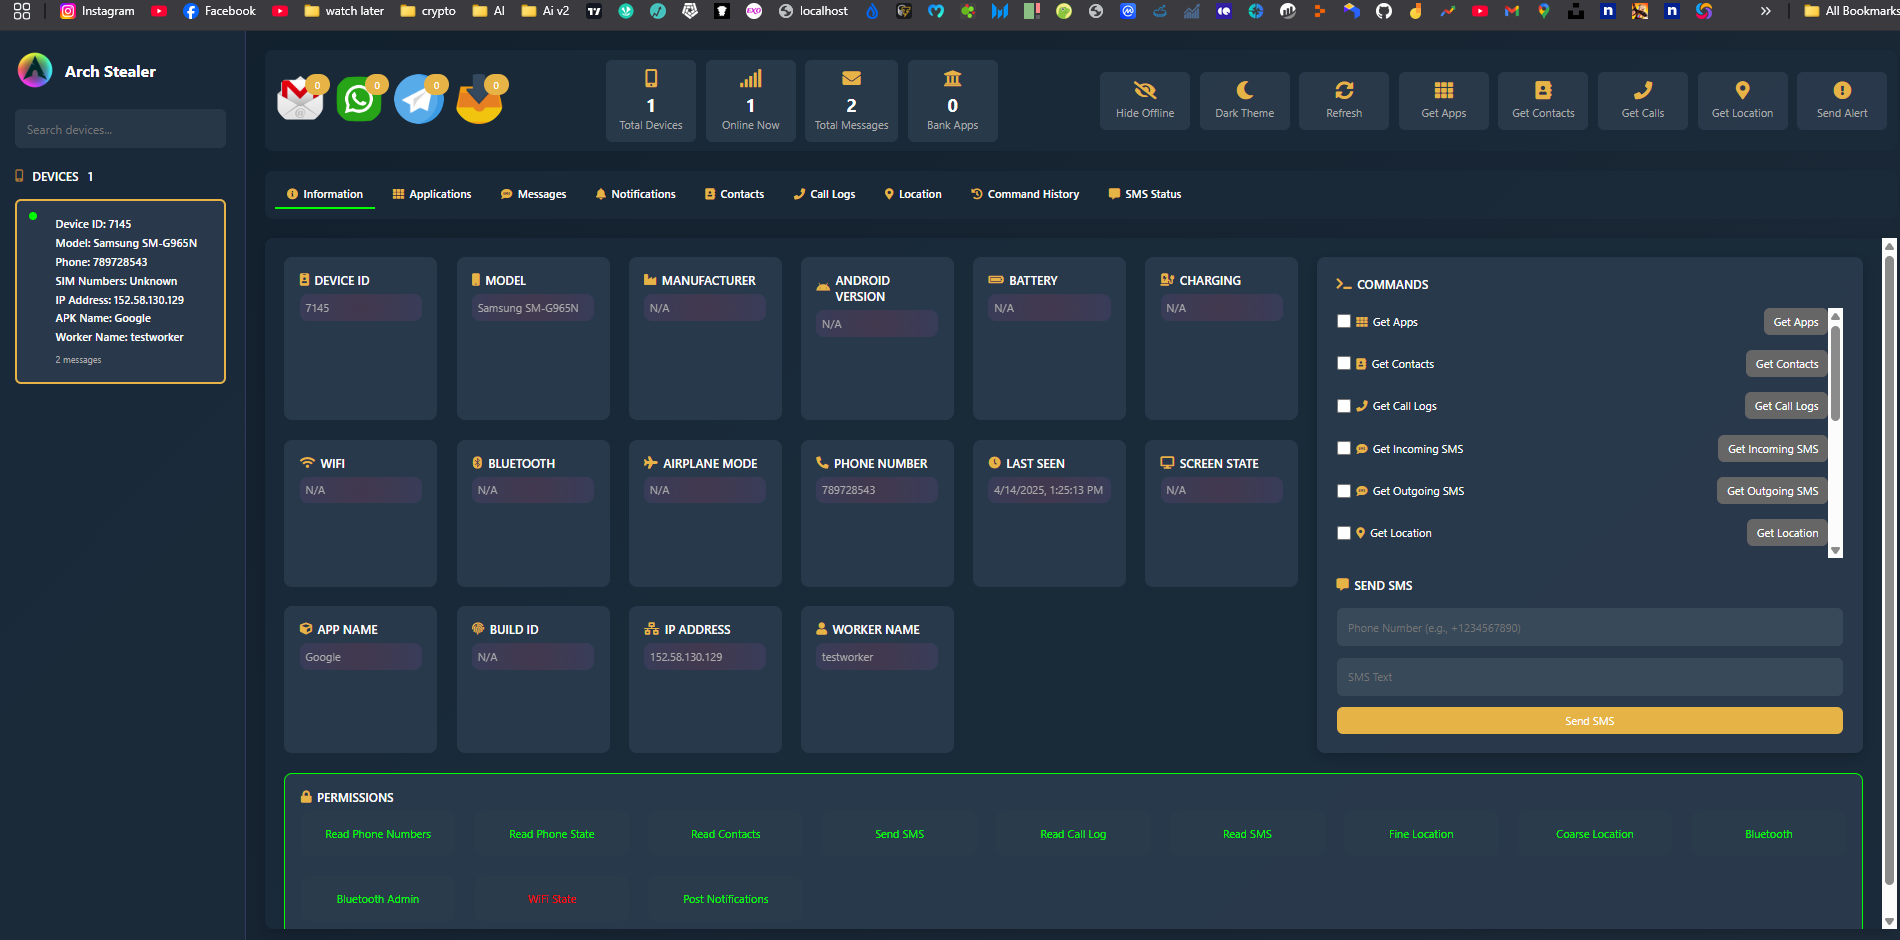 Instagram
Facebook
watch later
crypto
AI
Ai v2
localhost
All Bookmarks
Arch Stealer
Search devices...
DEVICES 1
Device ID: 7145
Model: Samsung SM-G965N
Phone: 789728543
SIM Numbers: Unknown
IP Address: 152.58.130.129
APK Name: Google
Worker Name: testworker
2 messages
0
0
0
0
1
Total Devices
1
Online Now
2
Total Messages
0
Bank Apps
Hide Offline
Dark Theme
Refresh
Get Apps
Get Contacts
Get Calls
Get Location
Send Alert
Information
Applications
Messages
Notifications
Contacts
Call Logs
Location
Command History
SMS Status
DEVICE ID
7145
MODEL
Samsung SM-G965N
MANUFACTURER
N/A
ANDROID
VERSION
N/A
BATTERY
N/A
CHARGING
N/A
WIFI
N/A
BLUETOOTH
N/A
AIRPLANE MODE
N/A
PHONE NUMBER
789728543
LAST SEEN
4/14/2025, 1:25:13 PM
SCREEN STATE
N/A
APP NAME
Google
BUILD ID
N/A
IP ADDRESS
152.58.130.129
WORKER NAME
testworker
COMMANDS
Get Apps
Get Apps
Get Contacts
Get Contacts
Get Call Logs
Get Call Logs
Get Incoming SMS
Get Incoming SMS
Get Outgoing SMS
Get Outgoing SMS
Get Location
Get Location
SEND SMS
Phone Number (e.g., +1234567890)
SMS Text
Send SMS
PERMISSIONS
Read Phone Numbers
Read Phone State
Read Contacts
Send SMS
Read Call Log
Read SMS
Fine Location
Coarse Location
Bluetooth
Bluetooth Admin
WiFi State
Post Notifications